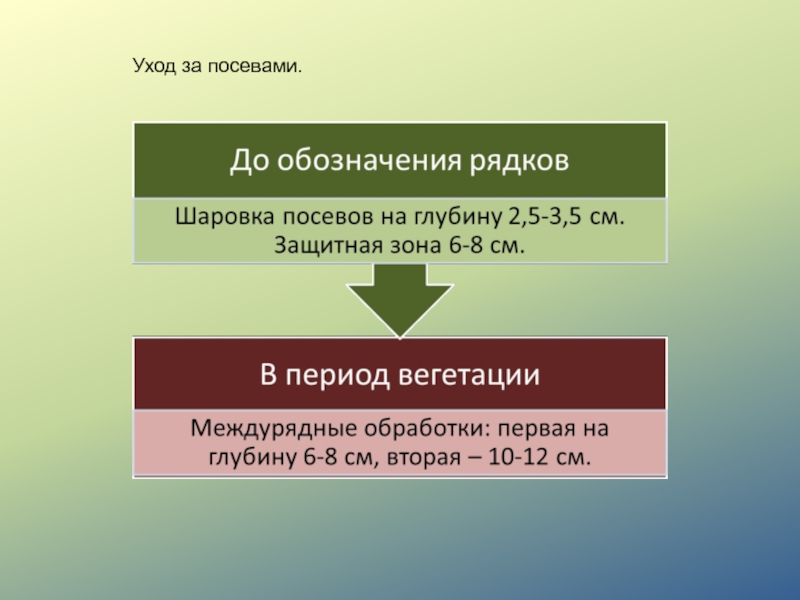 Уход за посевами.
До обозначения рядков
Шаровка посевов на глубину 2,5-3,5 см.
Защитная зона 6-8 см.
В период вегетации
Междурядные обработки: первая на
глубину 6-8 см, вторая – 10-12 см.